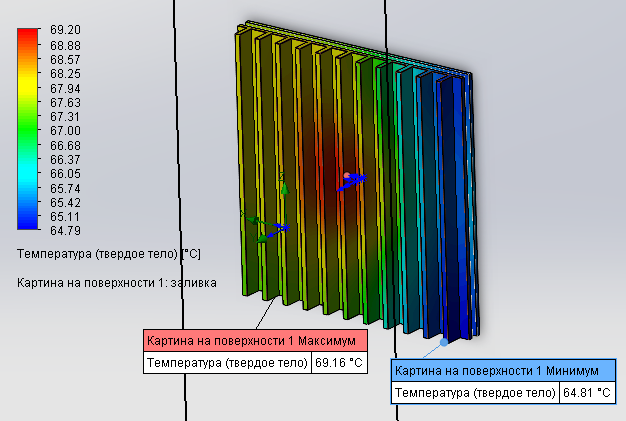 69.20
68.88
68.57
68.25
67.94
67.63
67.31
67.00
66.68
66.37
66.05
65.74
65.42
65.11
64.79
Температура (твердое тело) [°C]
Картина на поверхности 1: заливка
Картина на поверхности 1 Максимум
Температура (твердое тело) 69.16 °C
Картина на поверхности 1 Минимум
Температура (твердое тело) 64.81 °C